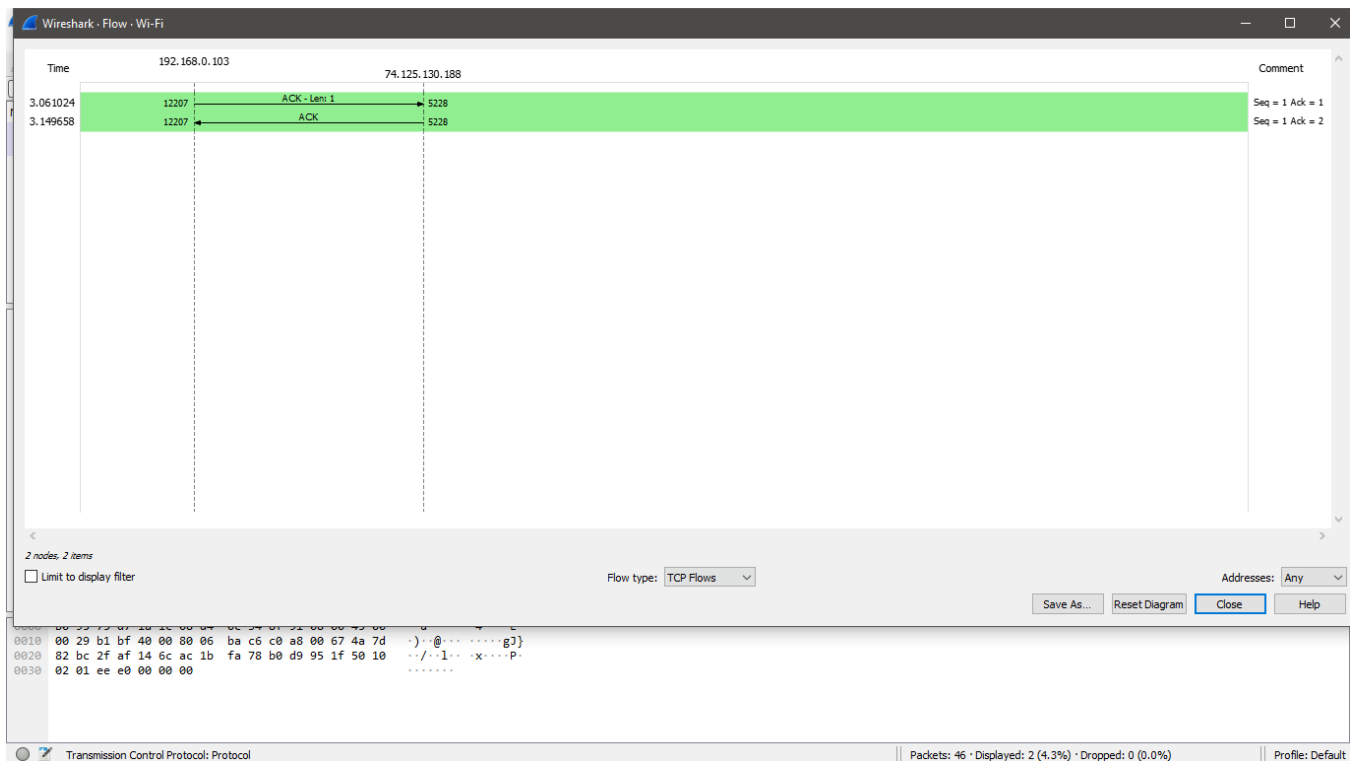 Wireshark · Flow · Wi-Fi
Time
192.168.0.103
74.125.130.188
Comment
3.061024 12207 ACK - Len: 1 5228 Seq = 1 Ack = 1
3.149658 12207 ACK 5228 Seq = 1 Ack = 2
2 nodes, 2 items
Limit to display filter
Flow type: TCP Flows
Addresses: Any
Save As... Reset Diagram Close Help
0010 00 29 b1 bf 40 00 80 06 ba c6 c0 a8 00 67 4a 7d ·)··@··· ·····gJ}
0020 82 bc 2f af 14 6c ac 1b fa 78 b0 d9 95 1f 50 10 ··/··l·· ·x····P·
0030 02 01 ee e0 00 00 00 ·······
Transmission Control Protocol: Protocol
Packets: 46 · Displayed: 2 (4.3%) · Dropped: 0 (0.0%)
Profile: Default